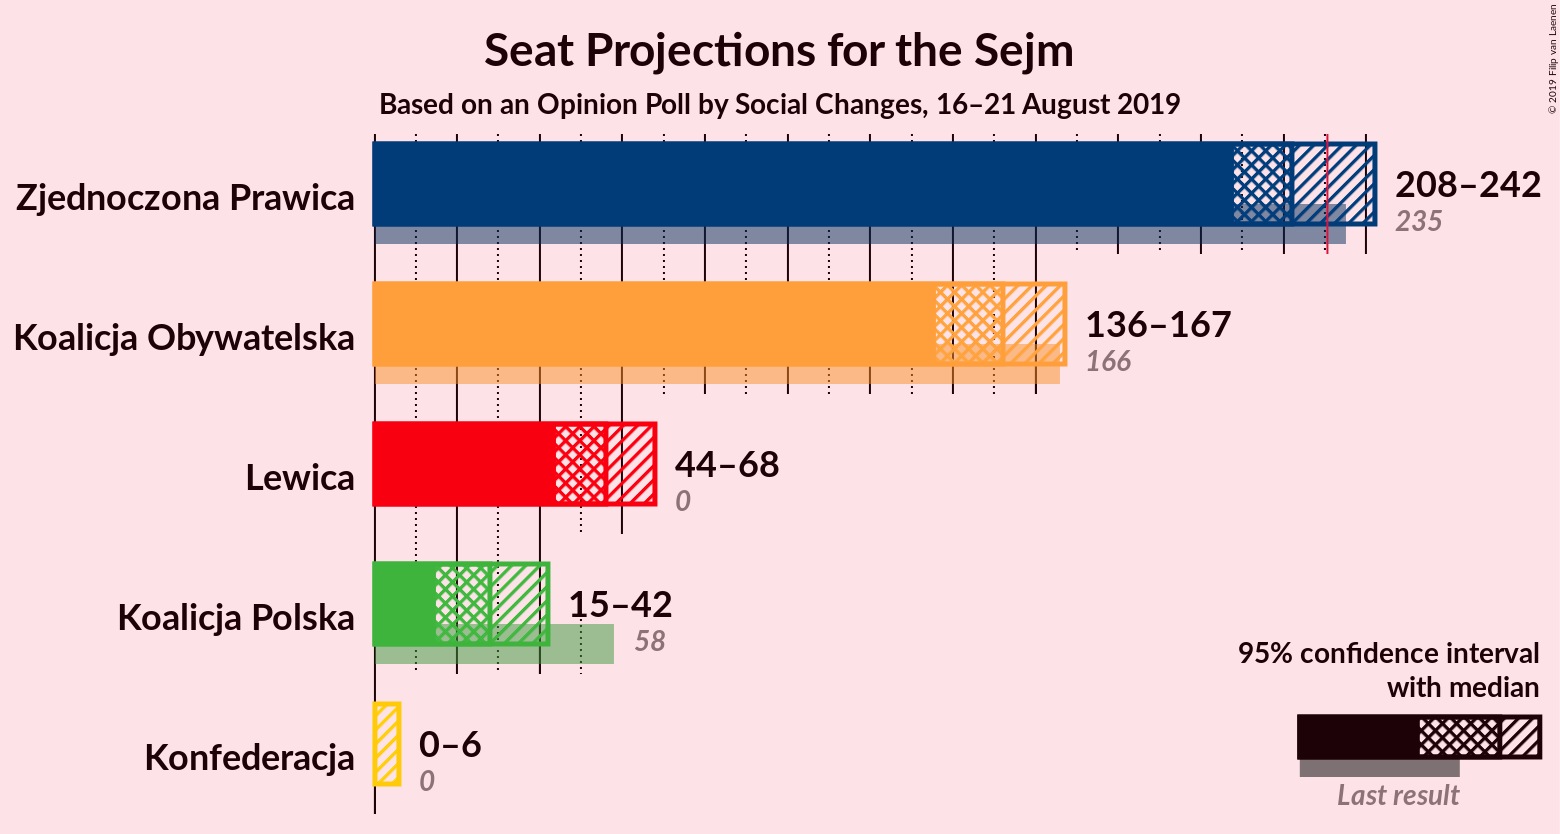 Seat Projections for the Sejm
Based on an Opinion Poll by Social Changes, 16–21 August 2019
© 2019 Filip van Laenen
Zjednoczona Prawica
208–242
235
Koalicja Obywatelska
136–167
166
Lewica
44–68
0
Koalicja Polska
15–42
58
Konfederacja
0–6
0
95% confidence interval
with median
Last result